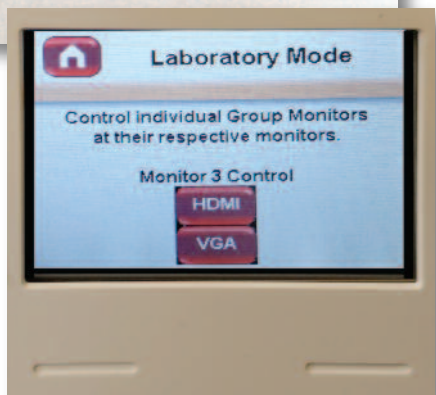 Laboratory Mode
Control Individual Group Monitors
at their respective monitors.
Monitor 3 Control
HDMI
VGA